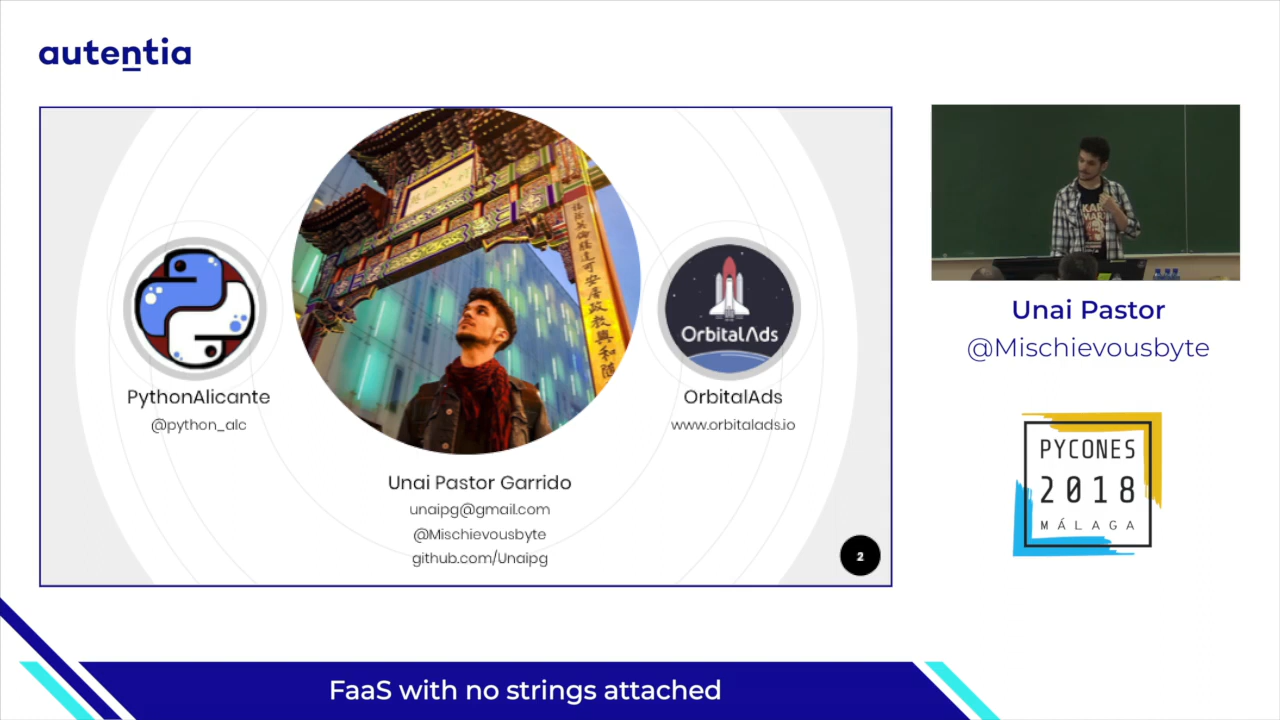 autentia
OrbitalAds
PythonAlicante
@python_alc
OrbitalAds
www.orbitalads.io
Unai Pastor Garrido
unaipg@gmail.com
@Mischievousbyte
github.com/Unaipg
2
Unai Pastor
@Mischievousbyte
PYCONES
2018
MÁLAGA
FaaS with no strings attached